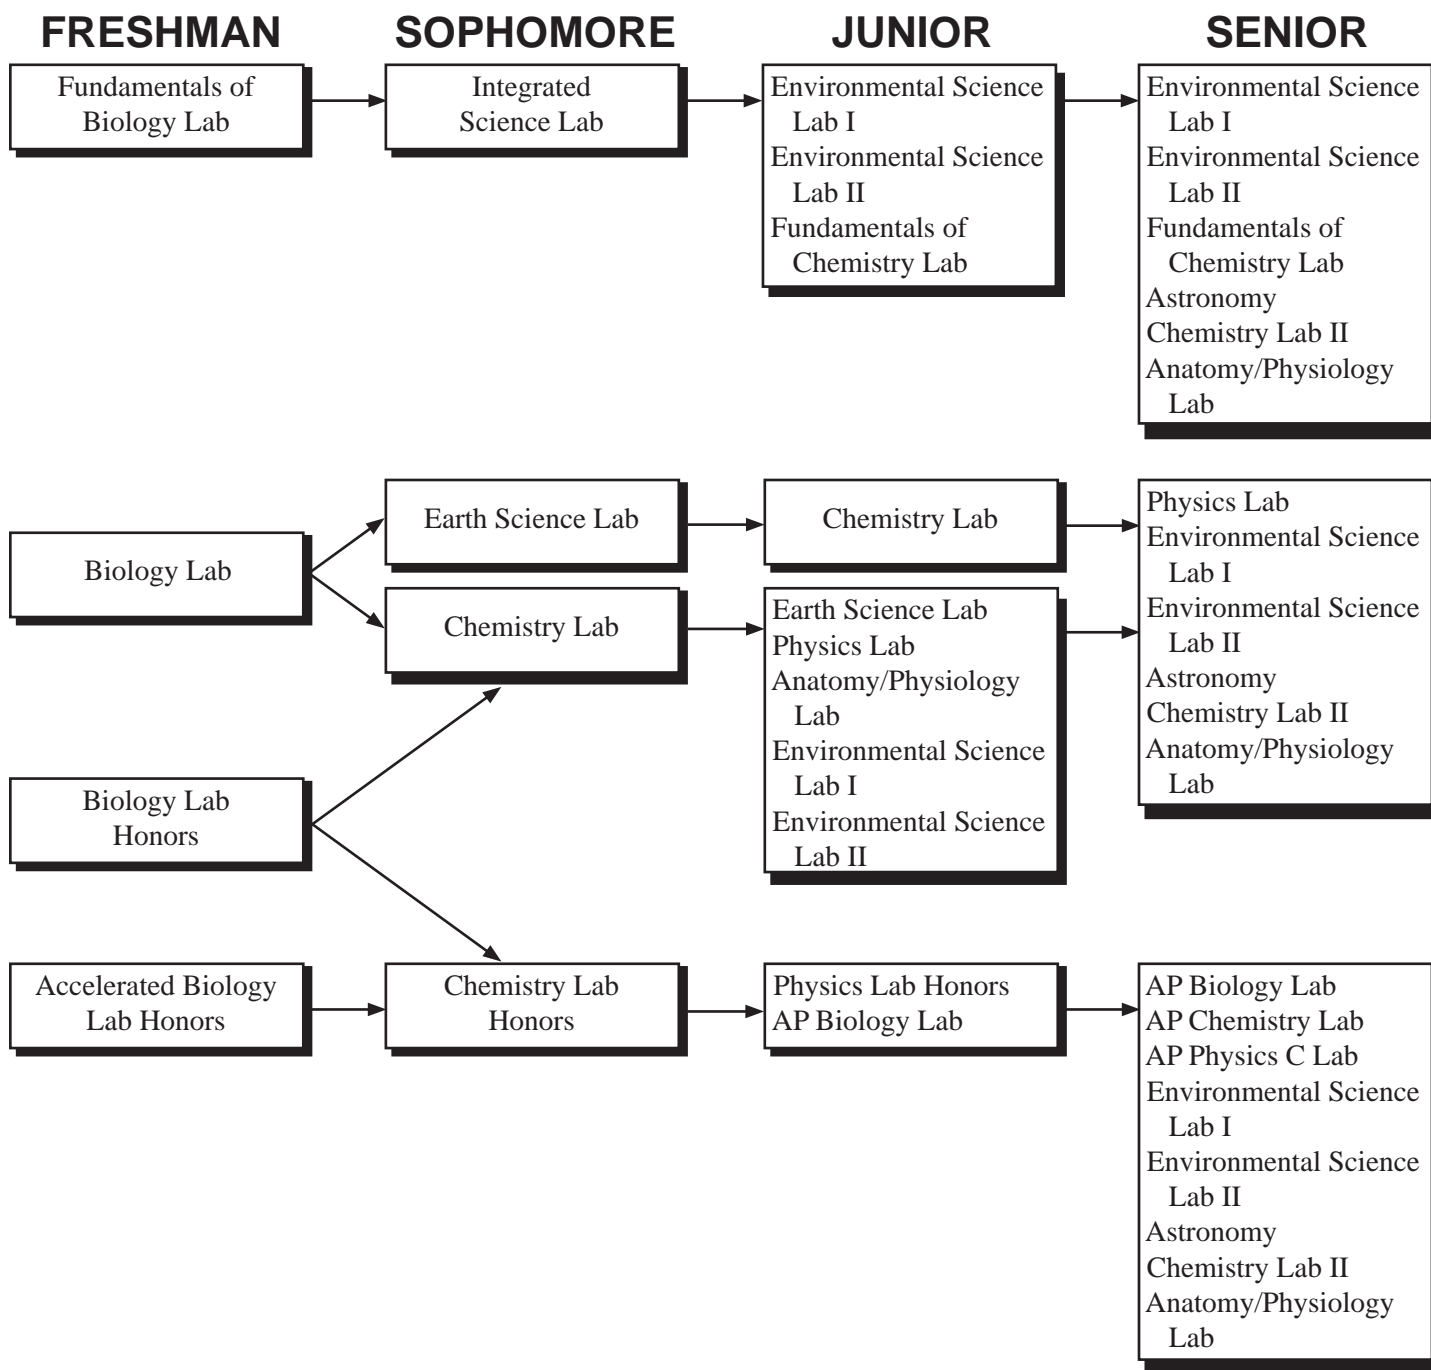 FRESHMAN
SOPHOMORE
JUNIOR
SENIOR
Fundamentals of
Biology Lab
Integrated
Science Lab
Environmental Science
Lab I
Environmental Science
Lab II
Fundamentals of
Chemistry Lab
Environmental Science
Lab I
Environmental Science
Lab II
Fundamentals of
Chemistry Lab
Astronomy
Chemistry Lab II
Anatomy/Physiology
Lab
Biology Lab
Earth Science Lab
Chemistry Lab
Chemistry Lab
Earth Science Lab
Physics Lab
Anatomy/Physiology
Lab
Environmental Science
Lab I
Environmental Science
Lab II
Physics Lab
Environmental Science
Lab I
Environmental Science
Lab II
Astronomy
Chemistry Lab II
Anatomy/Physiology
Lab
Biology Lab
Honors
Accelerated Biology
Lab Honors
Chemistry Lab
Honors
Physics Lab Honors
AP Biology Lab
AP Biology Lab
AP Chemistry Lab
AP Physics C Lab
Environmental Science
Lab I
Environmental Science
Lab II
Astronomy
Chemistry Lab II
Anatomy/Physiology
Lab